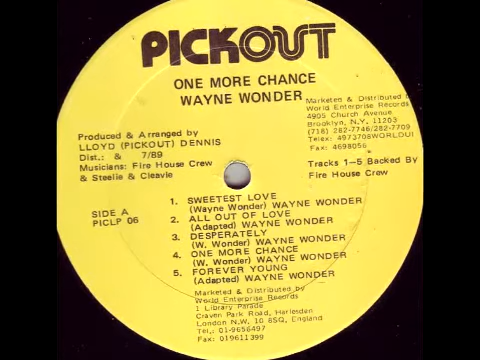 PICKOUT
ONE MORE CHANCE
WAYNE WONDER
Marketed & Distributed b
World Enterprise Records
4905 Church Avenue
Brooklyn, N.Y. 11203
(718) 282-7746/282-7709
Telex: 4973708WORLDUI
Fax: 4698056
Produced & Arranged by
LLOYD (PICKOUT) DENNIS
Dist.: & 7/89
Musicians: Fire House Crew
& Steelie & Cleavie
Tracks 1-5 Backed By
Fire House Crew
SIDE A
PICLP 06
1. SWEETEST LOVE
(Wayne Wonder) WAYNE WONDER
2. ALL OUT OF LOVE
(Adapted) WAYNE WONDER
3. DESPERATELY
(W. Wonder) WAYNE WONDER
4. ONE MORE CHANCE
(W. Wonder) WAYNE WONDER
5. FOREVER YOUNG
(Adapted) WAYNE WONDER
Marketed & Distributed by
World Enterprise Records
1 Library Parade
Craven Park Road, Harlesden
London N.W, 10 8SQ, England
Tel: 01-9656497
Fax: 019611399